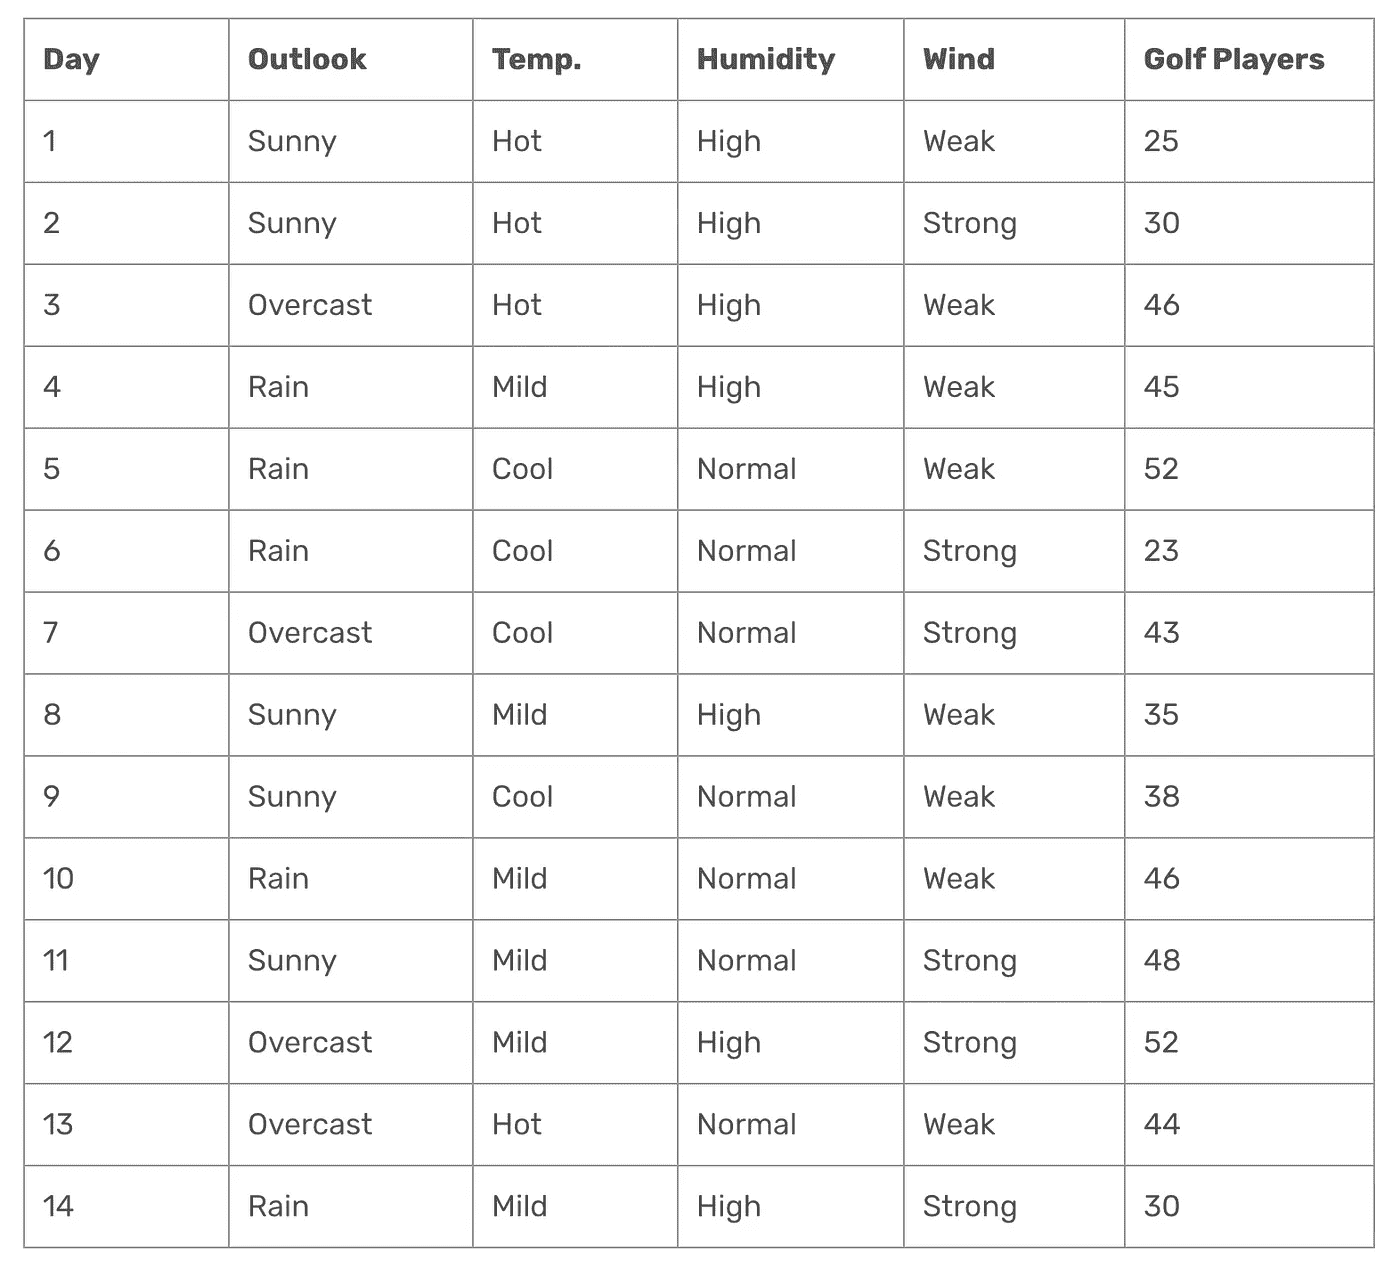 Day Outlook Temp. Humidity Wind Golf Players
1 Sunny Hot High Weak 25
2 Sunny Hot High Strong 30
3 Overcast Hot High Weak 46
4 Rain Mild High Weak 45
5 Rain Cool Normal Weak 52
6 Rain Cool Normal Strong 23
7 Overcast Cool Normal Strong 43
8 Sunny Mild High Weak 35
9 Sunny Cool Normal Weak 38
10 Rain Mild Normal Weak 46
11 Sunny Mild Normal Strong 48
12 Overcast Mild High Strong 52
13 Overcast Hot Normal Weak 44
14 Rain Mild High Strong 30